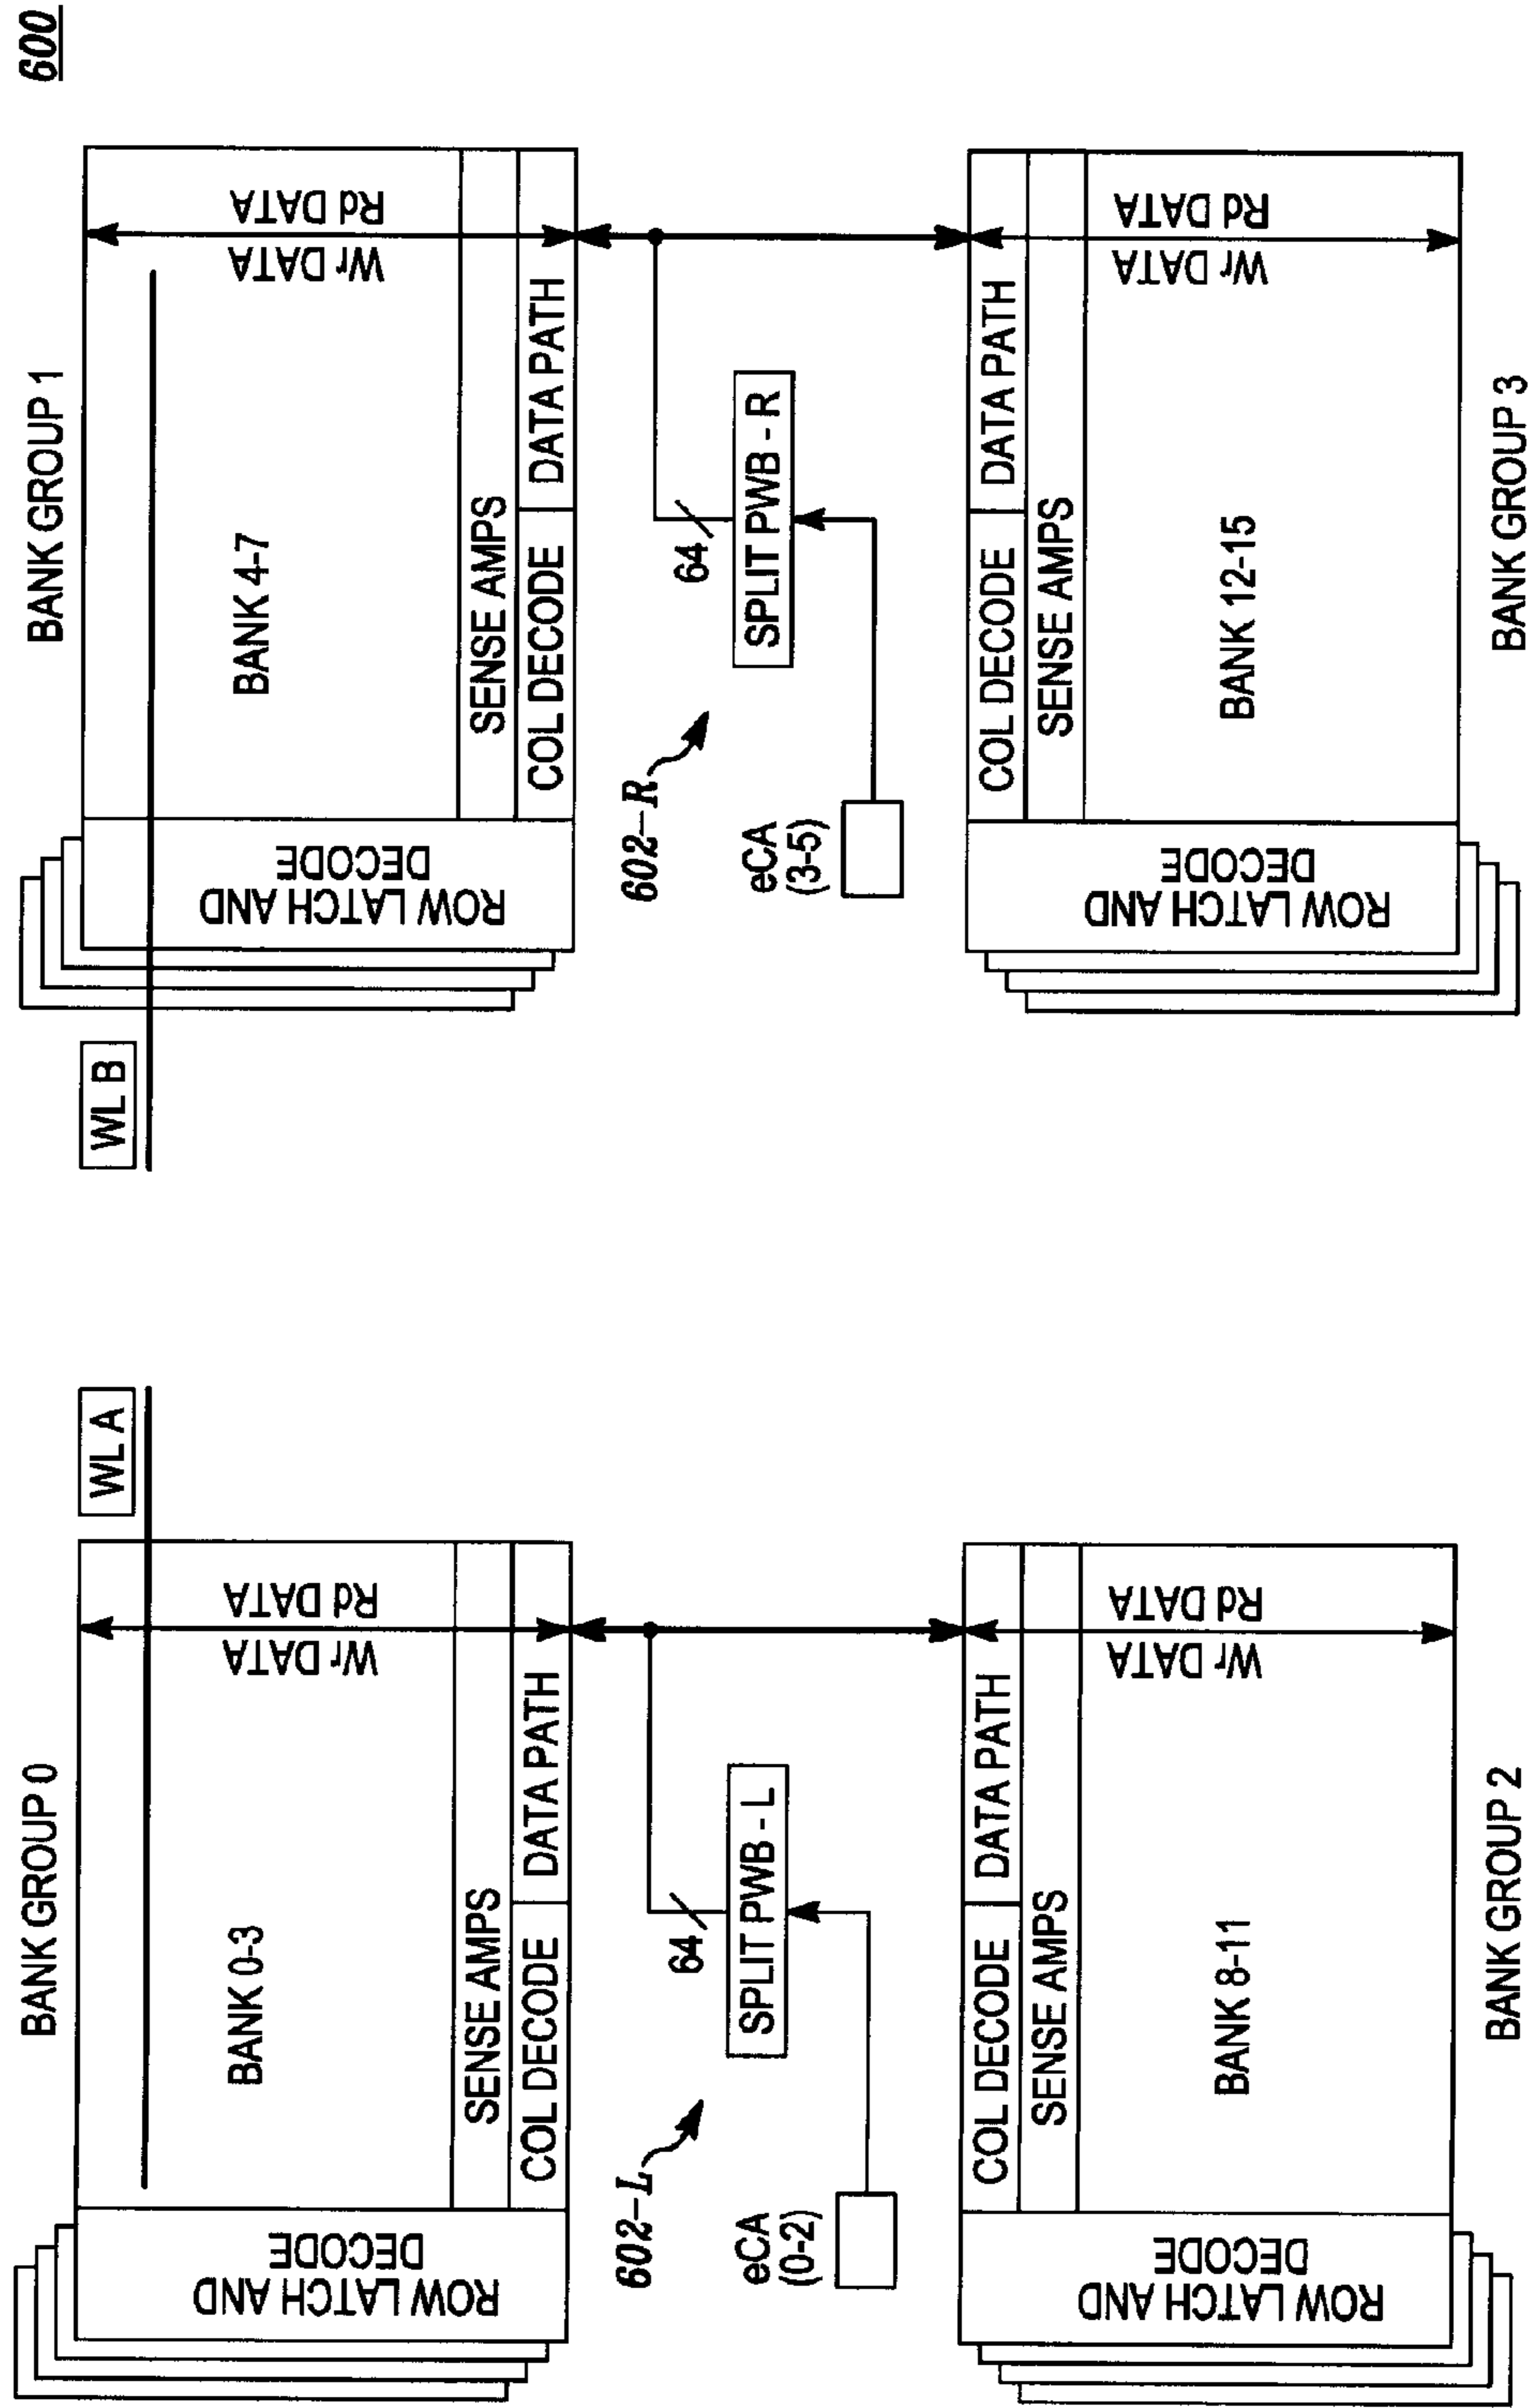 600
BANK GROUP 0
WL A
BANK 0-3
ROW LATCH AND
DECODE
Wr DATA
Rd DATA
SENSE AMPS
COL DECODE
DATA PATH
602-L
64
SPLIT PWB - L
eCA
(0-2)
COL DECODE
DATA PATH
SENSE AMPS
ROW LATCH AND
DECODE
BANK 8-11
Wr DATA
Rd DATA
BANK GROUP 2
BANK GROUP 1
WL B
BANK 4-7
ROW LATCH AND
DECODE
Wr DATA
Rd DATA
SENSE AMPS
COL DECODE
DATA PATH
602-R
64
SPLIT PWB - R
eCA
(3-5)
COL DECODE
DATA PATH
SENSE AMPS
ROW LATCH AND
DECODE
BANK 12-15
Wr DATA
Rd DATA
BANK GROUP 3